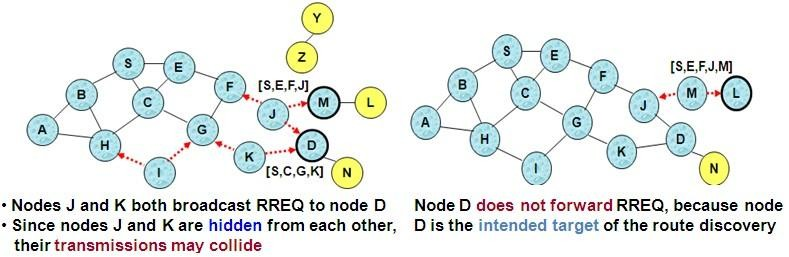 Y
Z
S
E
B
F
[S,E,F,J]
M
L
C
J
A
H
G
D
K
I
[S,C,G,K]
N
• Nodes J and K both broadcast RREQ to node D
• Since nodes J and K are hidden from each other,
their transmissions may collide
S
E
[S,E,F,J,M]
B
F
M
L
C
J
A
G
H
D
K
I
N
Node D does not forward RREQ, because node
D is the intended target of the route discovery